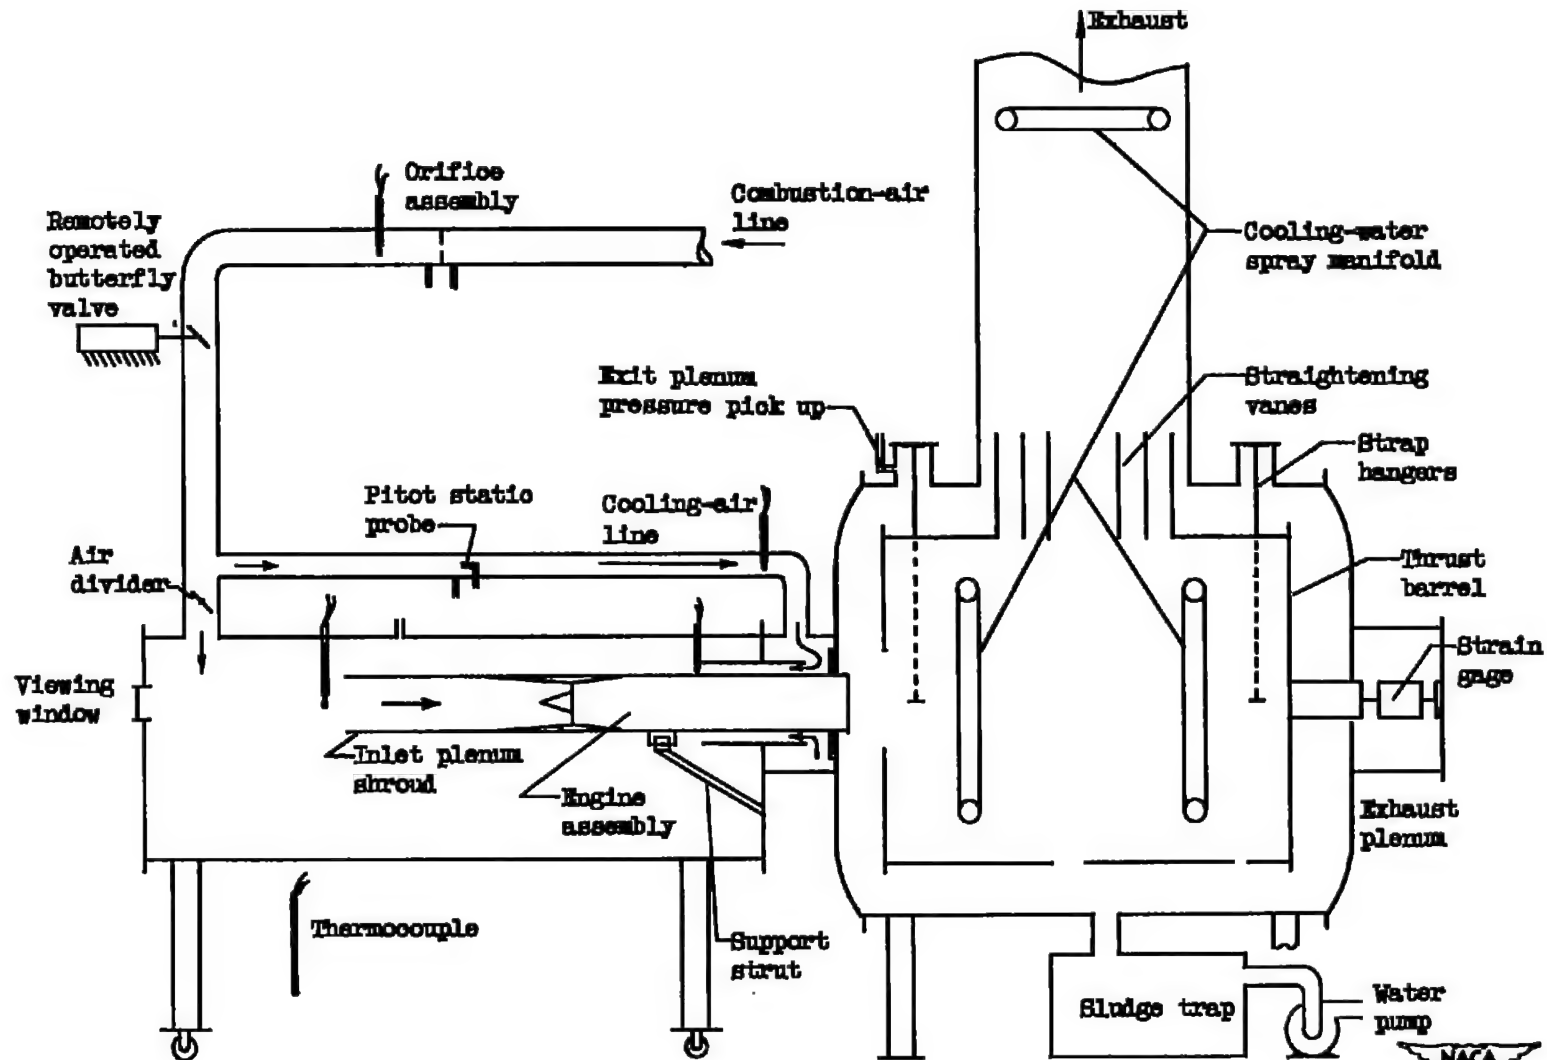 Exhaust
Orifice
assembly
Combustion-air
line
Remotely
operated
butterfly
valve
Cooling-water
spray manifold
Exit plenum
pressure pick up
Straightening
vanes
Strap
hangers
Pitot static
probe
Cooling-air
line
Air
divider
Thrust
barrel
Strain
gage
Viewing
window
Inlet plenum
shroud
Engine
assembly
Exhaust
plenum
Thermocouple
Support
strut
Sludge trap
Water
pump
NACA